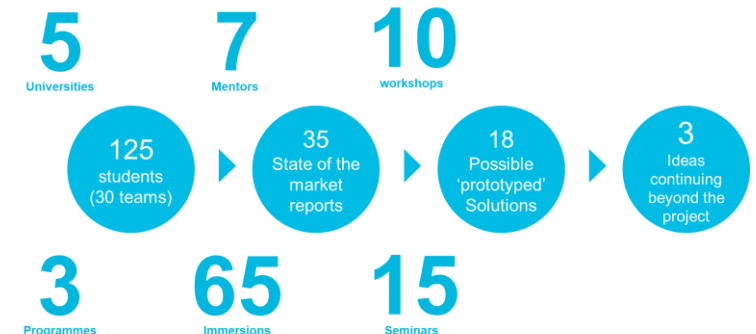 5
Universities
7
Mentors
10
workshops
125
students
(30 teams)
35
State of the
market
reports
18
Possible
‘prototyped’
Solutions
3
Ideas
continuing
beyond the
project
3
Programmes
65
Immersions
15
Seminars